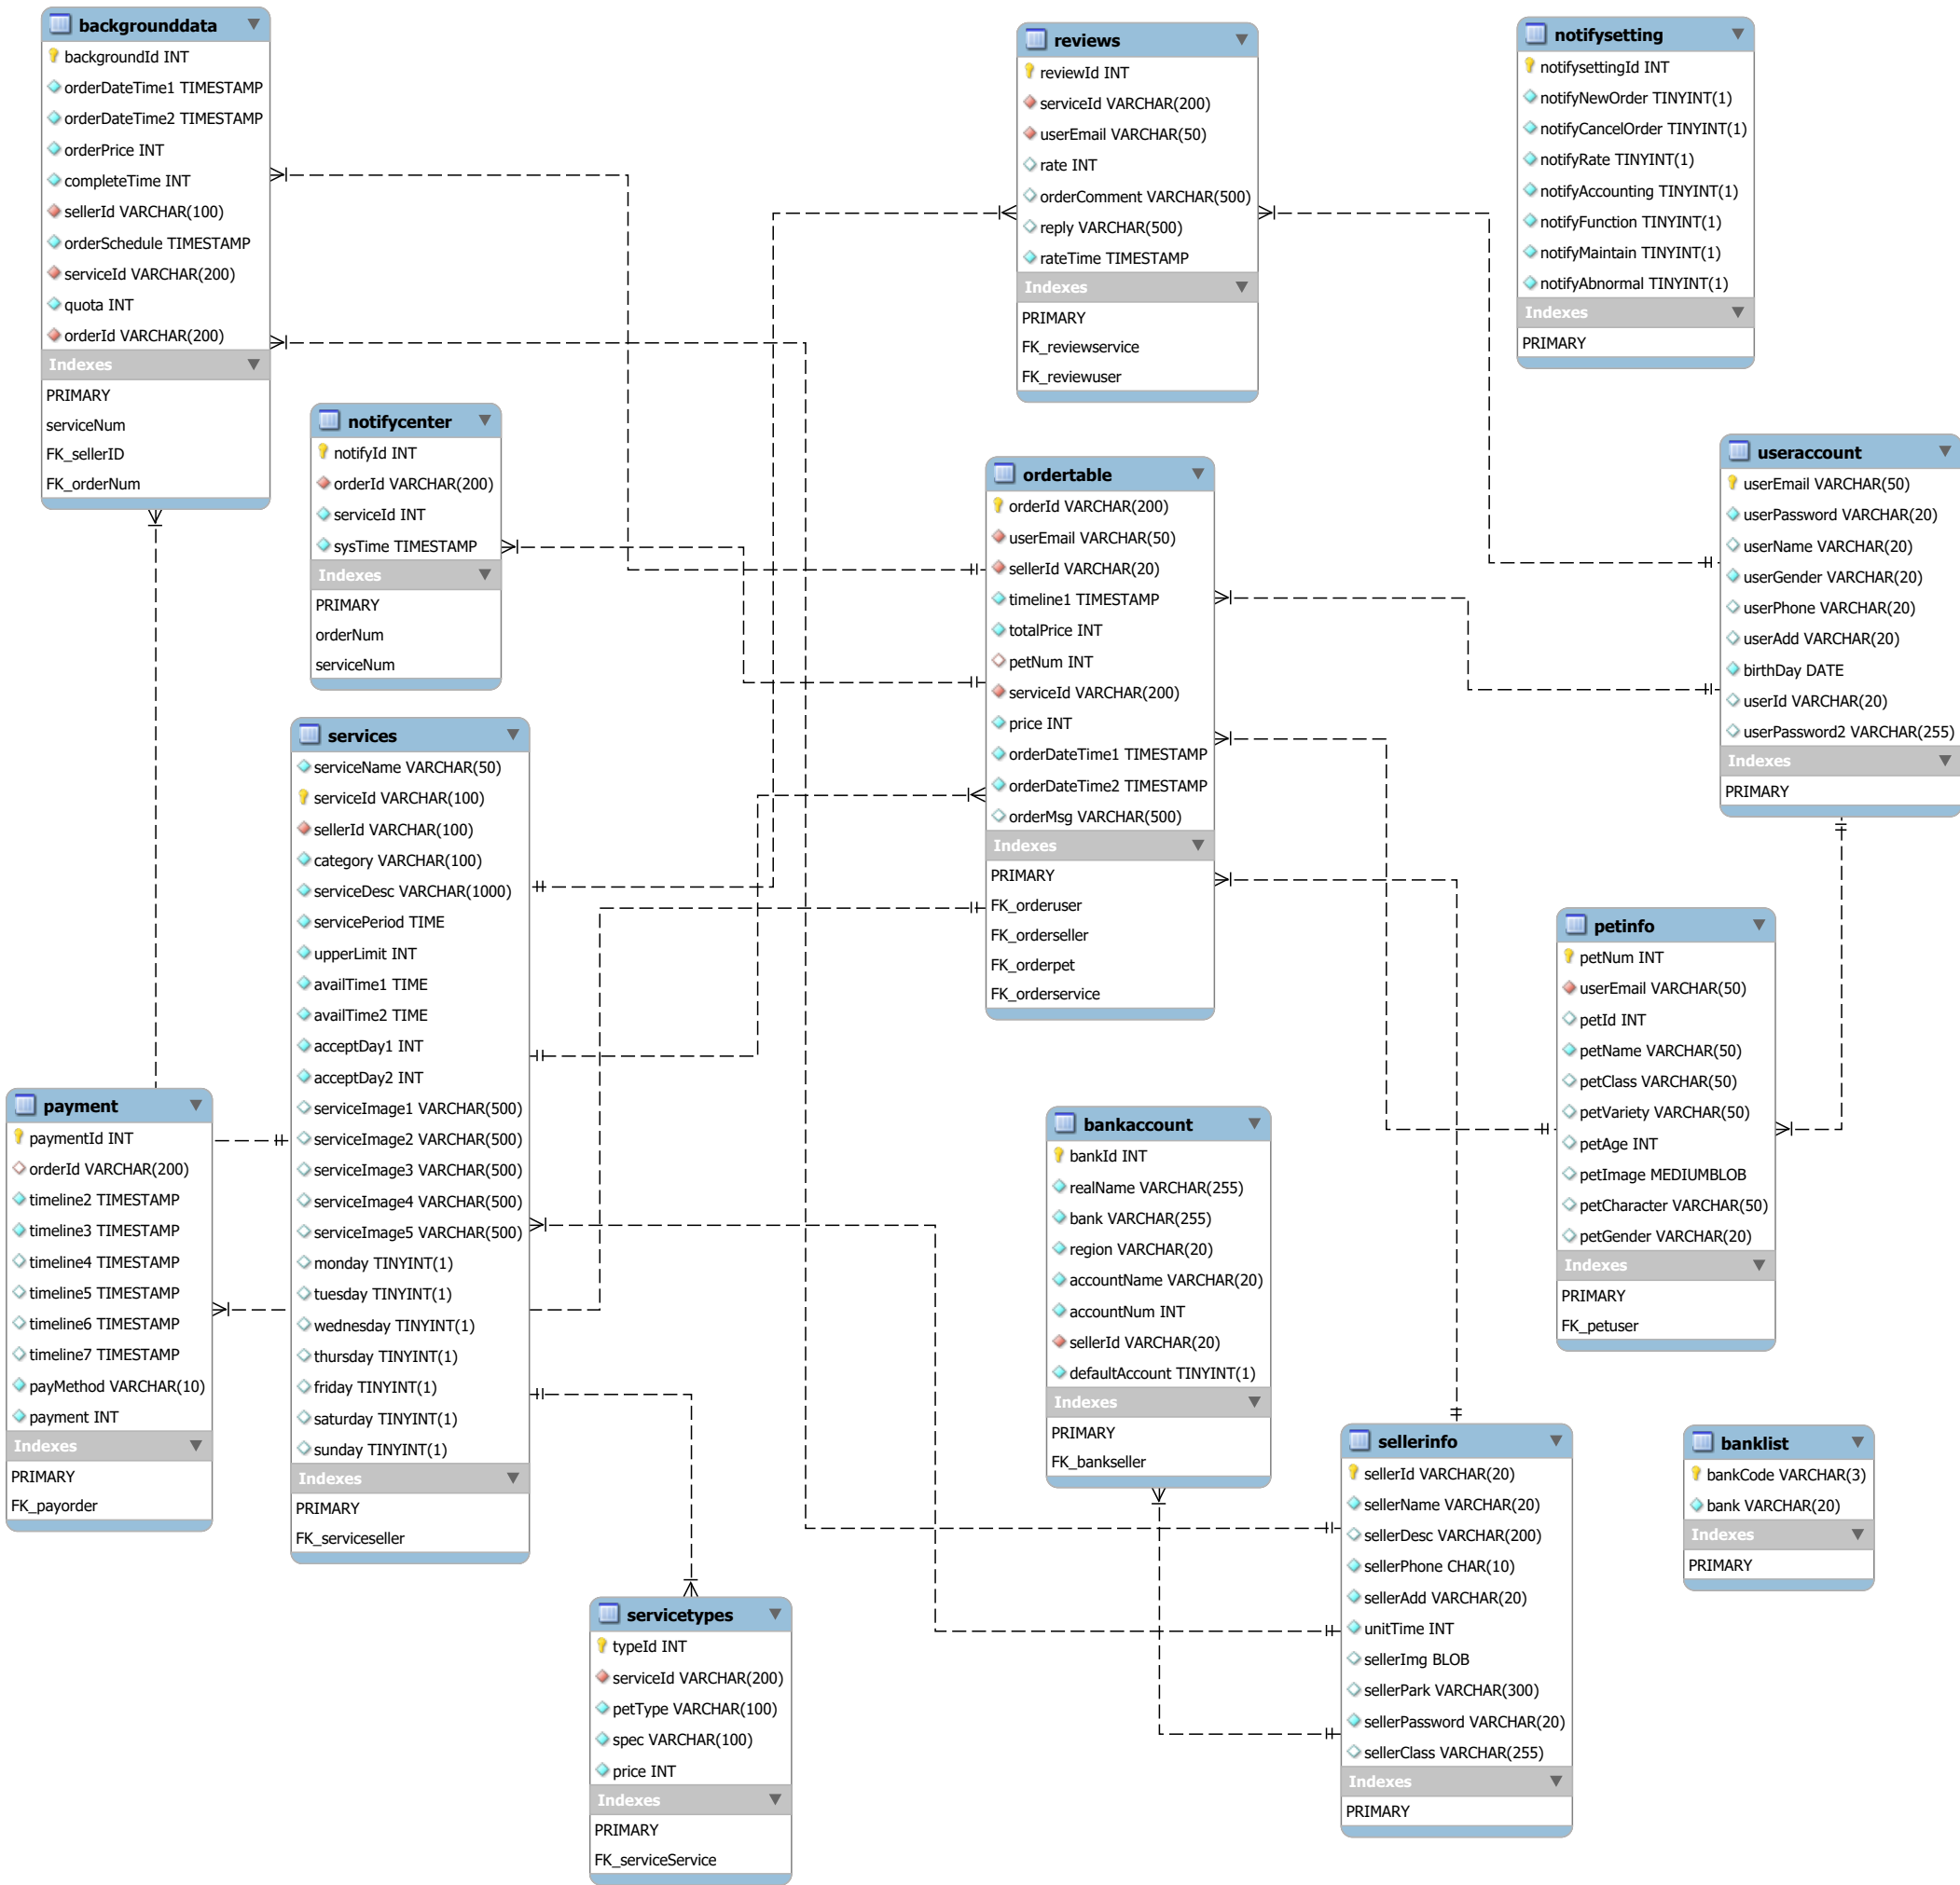 backgrounddata
backgroundId INT
orderDateTime1 TIMESTAMP
orderDateTime2 TIMESTAMP
orderPrice INT
completeTime INT
sellerId VARCHAR(100)
orderSchedule TIMESTAMP
serviceId VARCHAR(200)
quota INT
orderId VARCHAR(200)
Indexes
PRIMARY
serviceNum
FK_sellerID
FK_orderNum
reviews
reviewId INT
serviceId VARCHAR(200)
userEmail VARCHAR(50)
rate INT
orderComment VARCHAR(500)
reply VARCHAR(500)
rateTime TIMESTAMP
Indexes
PRIMARY
FK_reviewservice
FK_reviewuser
notifysetting
notifysettingId INT
notifyNewOrder TINYINT(1)
notifyCancelOrder TINYINT(1)
notifyRate TINYINT(1)
notifyAccounting TINYINT(1)
notifyFunction TINYINT(1)
notifyMaintain TINYINT(1)
notifyAbnormal TINYINT(1)
Indexes
PRIMARY
notifycenter
notifyId INT
orderId VARCHAR(200)
serviceId INT
sysTime TIMESTAMP
Indexes
PRIMARY
orderNum
serviceNum
ordertable
orderId VARCHAR(200)
userEmail VARCHAR(50)
sellerId VARCHAR(20)
timeline1 TIMESTAMP
totalPrice INT
petNum INT
serviceId VARCHAR(200)
price INT
orderDateTime1 TIMESTAMP
orderDateTime2 TIMESTAMP
orderMsg VARCHAR(500)
Indexes
PRIMARY
FK_orderuser
FK_orderseller
FK_orderpet
FK_orderservice
useraccount
userEmail VARCHAR(50)
userPassword VARCHAR(20)
userName VARCHAR(20)
userGender VARCHAR(20)
userPhone VARCHAR(20)
userAdd VARCHAR(20)
birthDay DATE
userId VARCHAR(20)
userPassword2 VARCHAR(255)
Indexes
PRIMARY
services
serviceName VARCHAR(50)
serviceId VARCHAR(100)
sellerId VARCHAR(100)
category VARCHAR(100)
serviceDesc VARCHAR(1000)
servicePeriod TIME
upperLimit INT
availTime1 TIME
availTime2 TIME
acceptDay1 INT
acceptDay2 INT
serviceImage1 VARCHAR(500)
serviceImage2 VARCHAR(500)
serviceImage3 VARCHAR(500)
serviceImage4 VARCHAR(500)
serviceImage5 VARCHAR(500)
monday TINYINT(1)
tuesday TINYINT(1)
wednesday TINYINT(1)
thursday TINYINT(1)
friday TINYINT(1)
saturday TINYINT(1)
sunday TINYINT(1)
Indexes
PRIMARY
FK_serviceseller
petinfo
petNum INT
userEmail VARCHAR(50)
petId INT
petName VARCHAR(50)
petClass VARCHAR(50)
petVariety VARCHAR(50)
petAge INT
petImage MEDIUMBLOB
petCharacter VARCHAR(50)
petGender VARCHAR(20)
Indexes
PRIMARY
FK_petuser
payment
paymentId INT
orderId VARCHAR(200)
timeline2 TIMESTAMP
timeline3 TIMESTAMP
timeline4 TIMESTAMP
timeline5 TIMESTAMP
timeline6 TIMESTAMP
timeline7 TIMESTAMP
payMethod VARCHAR(10)
payment INT
Indexes
PRIMARY
FK_payorder
bankaccount
bankId INT
realName VARCHAR(255)
bank VARCHAR(255)
region VARCHAR(20)
accountName VARCHAR(20)
accountNum INT
sellerId VARCHAR(20)
defaultAccount TINYINT(1)
Indexes
PRIMARY
FK_bankseller
sellerinfo
sellerId VARCHAR(20)
sellerName VARCHAR(20)
sellerDesc VARCHAR(200)
sellerPhone CHAR(10)
sellerAdd VARCHAR(20)
unitTime INT
sellerImg BLOB
sellerPark VARCHAR(300)
sellerPassword VARCHAR(20)
sellerClass VARCHAR(255)
Indexes
PRIMARY
banklist
bankCode VARCHAR(3)
bank VARCHAR(20)
Indexes
PRIMARY
servicetypes
typeId INT
serviceId VARCHAR(200)
petType VARCHAR(100)
spec VARCHAR(100)
price INT
Indexes
PRIMARY
FK_serviceService